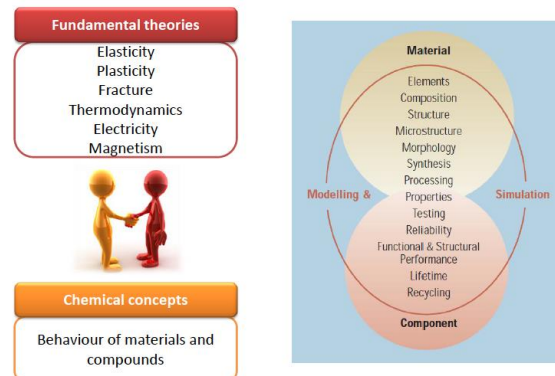 Fundamental theories
Elasticity
Plasticity
Fracture
Thermodynamics
Electricity
Magnetism
Chemical concepts
Behaviour of materials and
compounds
Material
Elements
Composition
Structure
Microstructure
Morphology
Synthesis
Processing
Modelling & Properties Simulation
Testing
Reliability
Functional & Structural
Performance
Lifetime
Recycling
Component